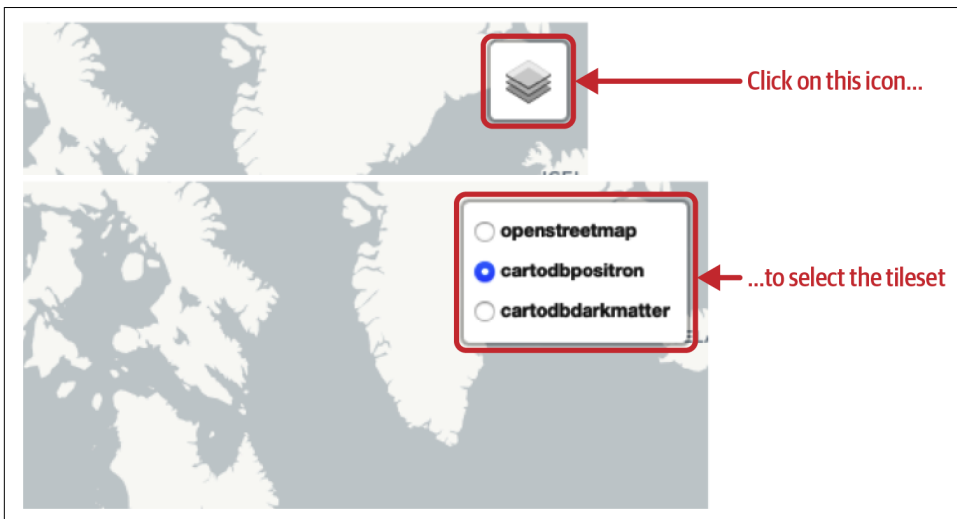 Click on this icon...
openstreetmap
cartodbpositron
...to select the tileset
cartodbdarkmatter